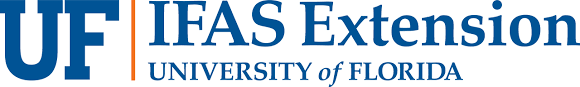 UF
IFAS Extension
UNIVERSITY of FLORIDA